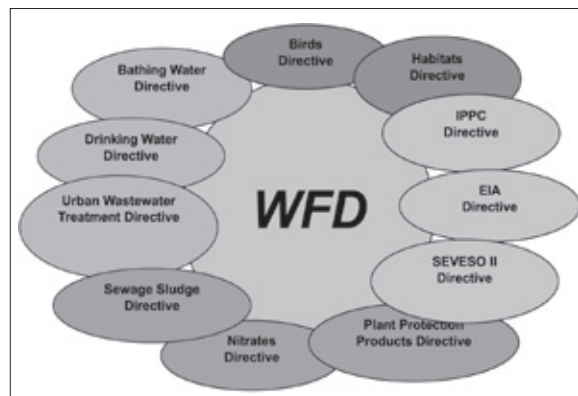 Birds
Directive
Habitats
Directive
Bathing Water
Directive
IPPC
Directive
Drinking Water
Directive
EIA
Directive
Urban Wastewater
Treatment Directive
WFD
SEVESO II
Directive
Sewage Sludge
Directive
Plant Protection
Products Directive
Nitrates
Directive